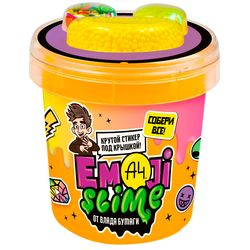 СОБЕРИ
ВСЕ!
КРУТОЙ СТИКЕР
ПОД КРЫШКОЙ!
EMOJI
A4
Slime
ОТ ВЛАДА БУМАГИ